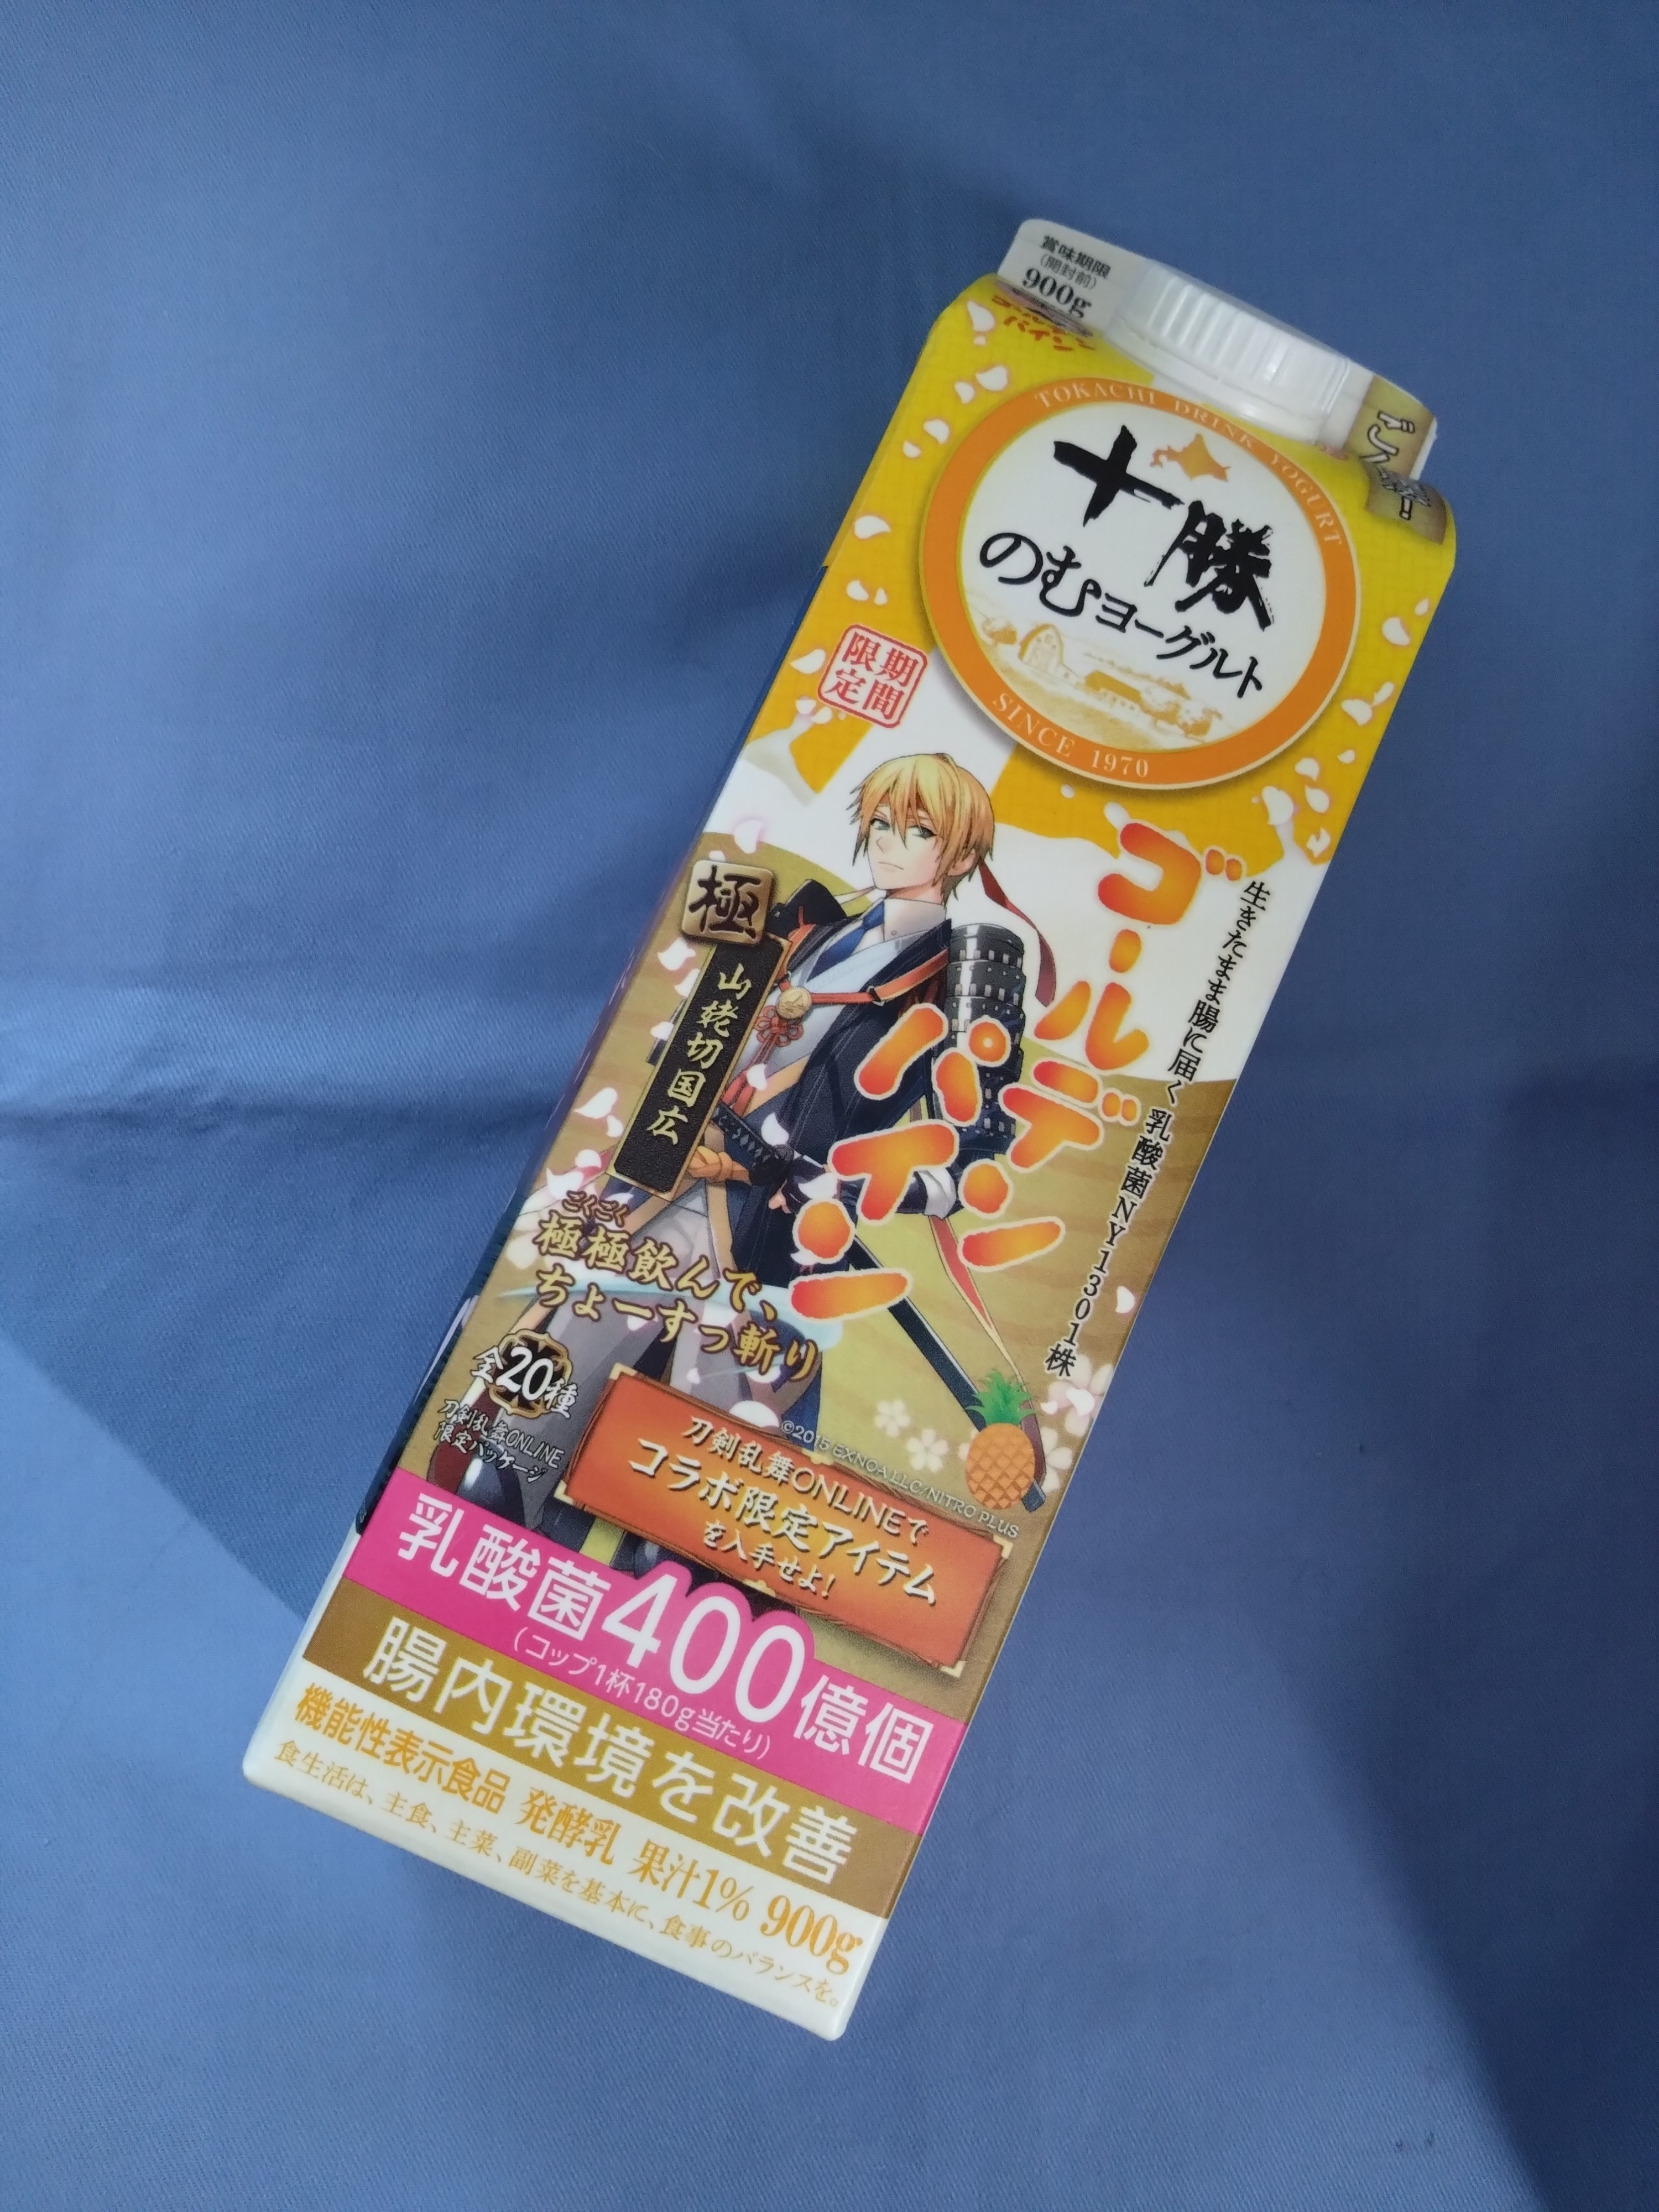 賞味期限
(開封前)
900g
TOKACHI DRINK YOGURT
十勝
のむヨーグルト
SINCE 1970
期間
限定
ゴールデン
パイン
生きたまま腸に届く 乳酸菌NY1301株
極
山姥切国広
ごくごく
極極飲んで、
ちょーすっ斬り
全20種
刀剣乱舞ONLINE
限定パッケージ
©2015 EXNOA LLC/NITRO PLUS
刀剣乱舞ONLINEで
コラボ限定アイテム
を入手せよ!
乳酸菌400億個
(コップ1杯180g当たり)
腸内環境を改善
機能性表示食品 発酵乳 果汁1% 900g
食生活は、主食、主菜、副菜を基本に、食事のバランスを。